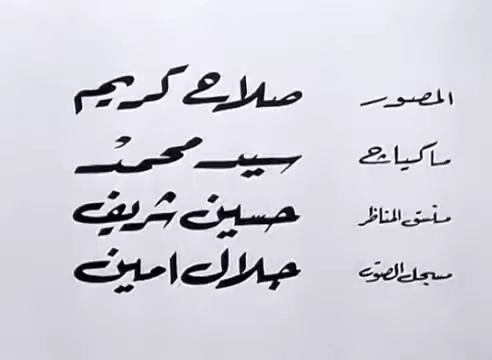 المصور صلاح كريم
ماكياج سيد محمد
منسق المناظر حسين شريف
مسجل الصوت جلال امين